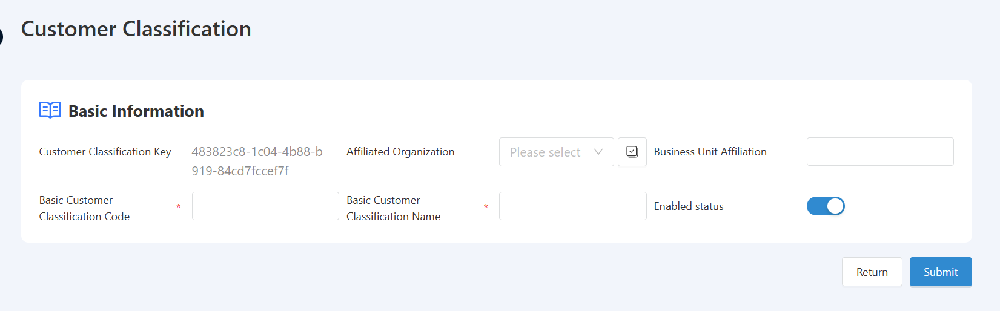 Customer Classification
Basic Information
Customer Classification Key
483823c8-1c04-4b88-b
919-84cd7fccef7f
Affiliated Organization
Please select
Business Unit Affiliation
Basic Customer
Classification Code
*
Basic Customer
Classification Name
*
Enabled status
Return
Submit